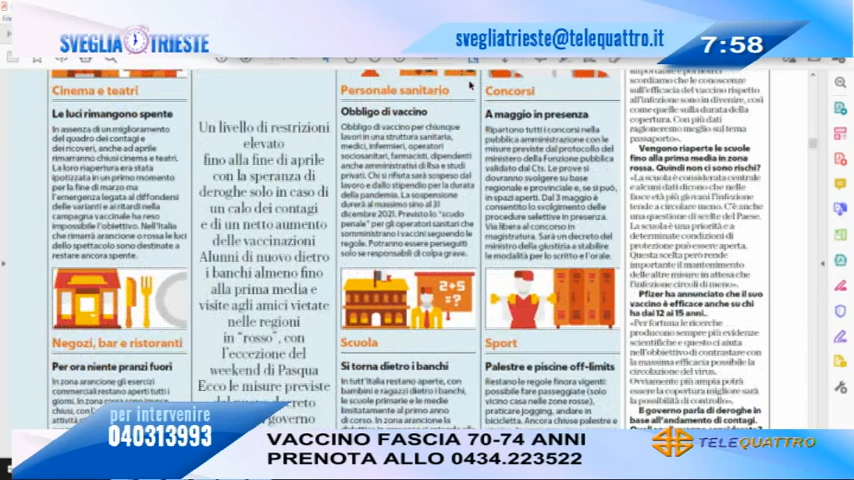 SVEGLIA TRIESTE
svegliatrieste@telequattro.it
7:58
Cinema e teatri
Le luci rimangono spente
In assenza di un miglioramento
del quadro dei contagi e
dei ricoveri, anche ad aprile
rimarranno chiusi cinema e teatri.
La loro riapertura era stata
ipotizzata in un primo momento
per la fine di marzo ma
l'emergenza legata al diffondersi
delle varianti e ai ritardi nella
campagna vaccinale ha reso
impossibile l'obiettivo. Nell'Italia
che rimarrà arancione o rossa le luci
dello spettacolo sono destinate a
restare ancora spente.
Negozi, bar e ristoranti
Per ora niente pranzi fuori
In zona arancione gli esercizi
commerciali restano aperti tutti i
giorni.
Un livello di restrizioni
elevato
fino alla fine di aprile
con la speranza di
deroghe solo in caso di
un calo dei contagi
e di un netto aumento
delle vaccinazioni
Alunni di nuovo dietro
i banchi almeno fino
alla prima media e
visite agli amici vietate
nelle regioni
in "rosso", con
l'eccezione del
weekend di Pasqua
Ecco le misure previste
governo
Personale sanitario
Obbligo di vaccino
Obbligo di vaccino per chiunque
lavori in una struttura sanitaria,
medici, infermieri, operatori
sociosanitari, farmacisti, dipendenti
anche amministrativi di Rsa e studi
privati. Chi si rifiuta sarà sospeso dal
lavoro e dallo stipendio per la durata
della pandemia. La sospensione
durerà al massimo sino al 31
dicembre 2021. Previsto lo "scudo
penale" per gli operatori sanitari che
somministrano i vaccini seguendo le
regole. Potranno essere perseguiti
solo se responsabili di colpa grave.
2+5
=?
Scuola
Si torna dietro i banchi
In tutt'Italia restano aperte, con
bambini e ragazzi dietro i banchi,
le scuole primarie e le medie
limitatamente al primo anno
di corso. In zona arancione la
Concorsi
A maggio in presenza
Ripartono tutti i concorsi nella
pubblica amministrazione con le
misure previste dal protocollo del
ministero della Funzione pubblica
validato dal Cts. Le prove si
dovranno svolgere su base
regionale e provinciale e, se si può,
in spazi aperti. Dal 3 maggio è
consentito lo svolgimento delle
procedure selettive in presenza.
Via libera al concorso in
magistratura. Sarà un decreto del
ministro della giustizia a stabilire
le modalità per lo scritto e l'orale.
Sport
Palestre e piscine off-limits
Restano le regole finora vigenti:
possibile fare passeggiate (solo
vicino casa nelle zone rosse),
praticare jogging, andare in
bicicletta. Ancora chiuse palestre e
scordiamo che le conoscenze
sull'efficacia del vaccino rispetto
all'infezione sono in divenire, così
come quelle sulla durata della
copertura. Con più dati
ragioneremo meglio sul tema
passaporto».
Vengono riaperte le scuole
fino alla prima media in zona
rossa. Quindi non ci sono rischi?
«La scuola è considerata centrale
e alcuni dati dicono che nelle
fasce età più giovani l'infezione
tende a circolare meno. C'è anche
una questione di scelte del Paese.
La scuola è una priorità e a
determinate condizioni di
protezione può essere aperta.
Questa scelta però rende
importante il mantenimento
delle altre misure in attesa che
l'infezione circoli di meno».
Pfizer ha annunciato che il suo
vaccino è efficace anche su chi
ha dai 12 ai 15 anni..
«Per fortuna le ricerche
producono sempre più evidenze
scientifiche e questo ci aiuta
nell'obbiettivo di contrastare con
la massima efficacia possibile la
circolazione del virus.
Ovviamente più ampia potrà
essere la copertura migliore sarà
la possibilità di controllo».
Il governo parla di deroghe in
base all'andamento di contagi.
per intervenire
040313993
VACCINO FASCIA 70-74 ANNI
PRENOTA ALLO 0434.223522
TELEQUATTRO